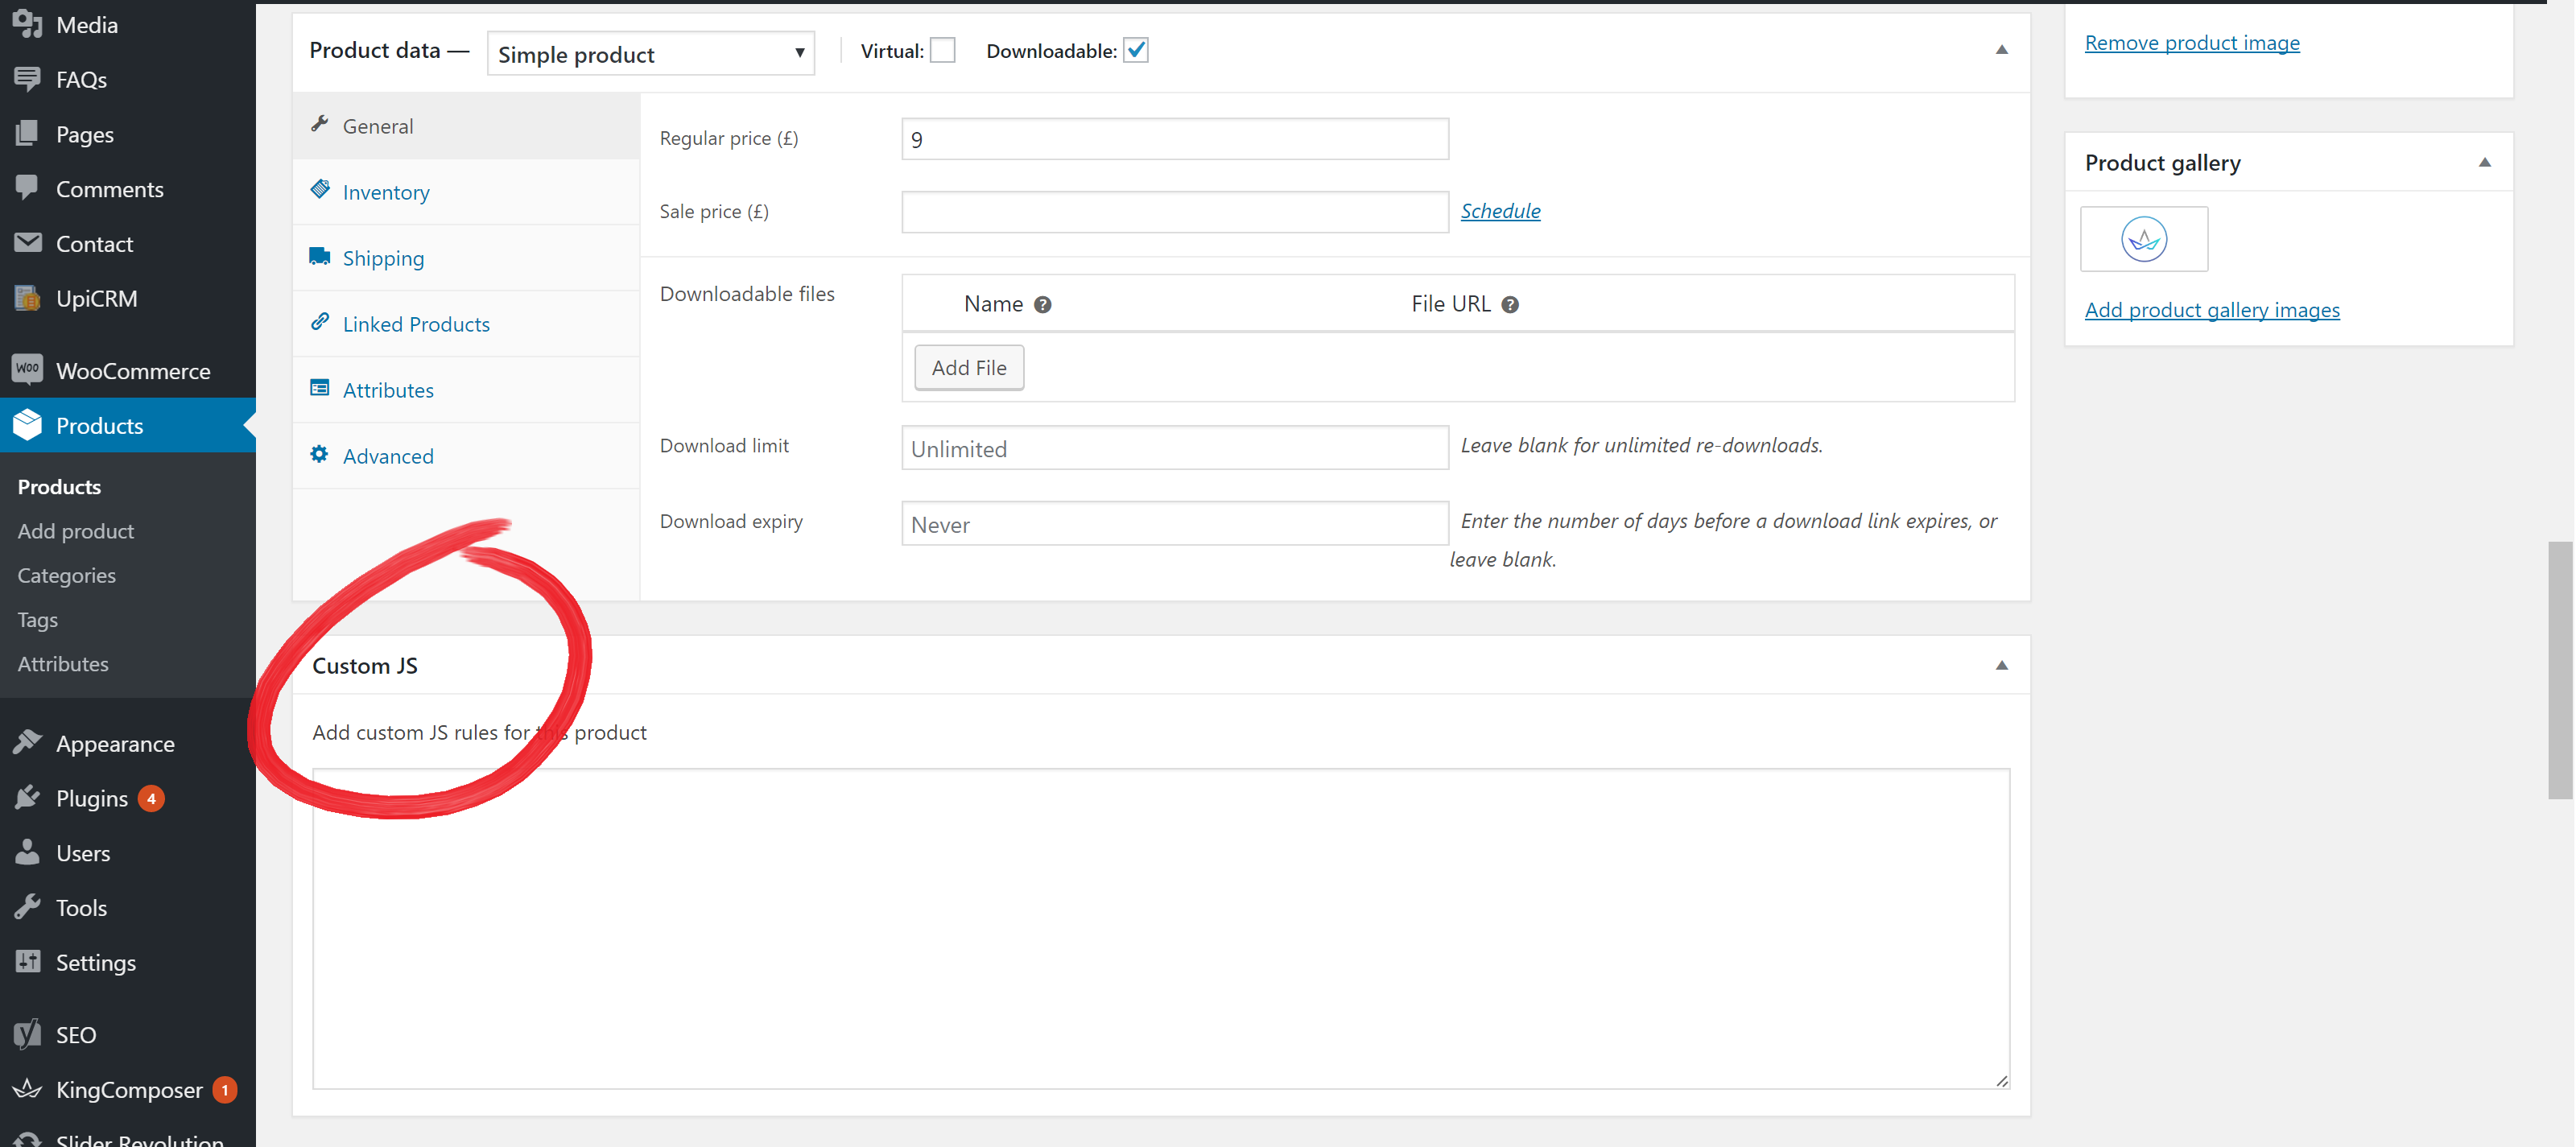 Media
FAQs
Pages
Comments
Contact
UpiCRM
WOO WooCommerce
Products
Products
Add product
Categories
Tags
Attributes
Appearance
Plugins 4
Users
Tools
Settings
SEO
KingComposer 1
Slider Revolution
Product data — Simple product Virtual: Downloadable:
General
Inventory
Shipping
Linked Products
Attributes
Advanced
Regular price (£) 9
Sale price (£) Schedule
Downloadable files Name ? File URL ?
Add File
Download limit Unlimited Leave blank for unlimited re-downloads.
Download expiry Never Enter the number of days before a download link expires, or
leave blank.
Custom JS
Add custom JS rules for this product
Remove product image
Product gallery
Add product gallery images